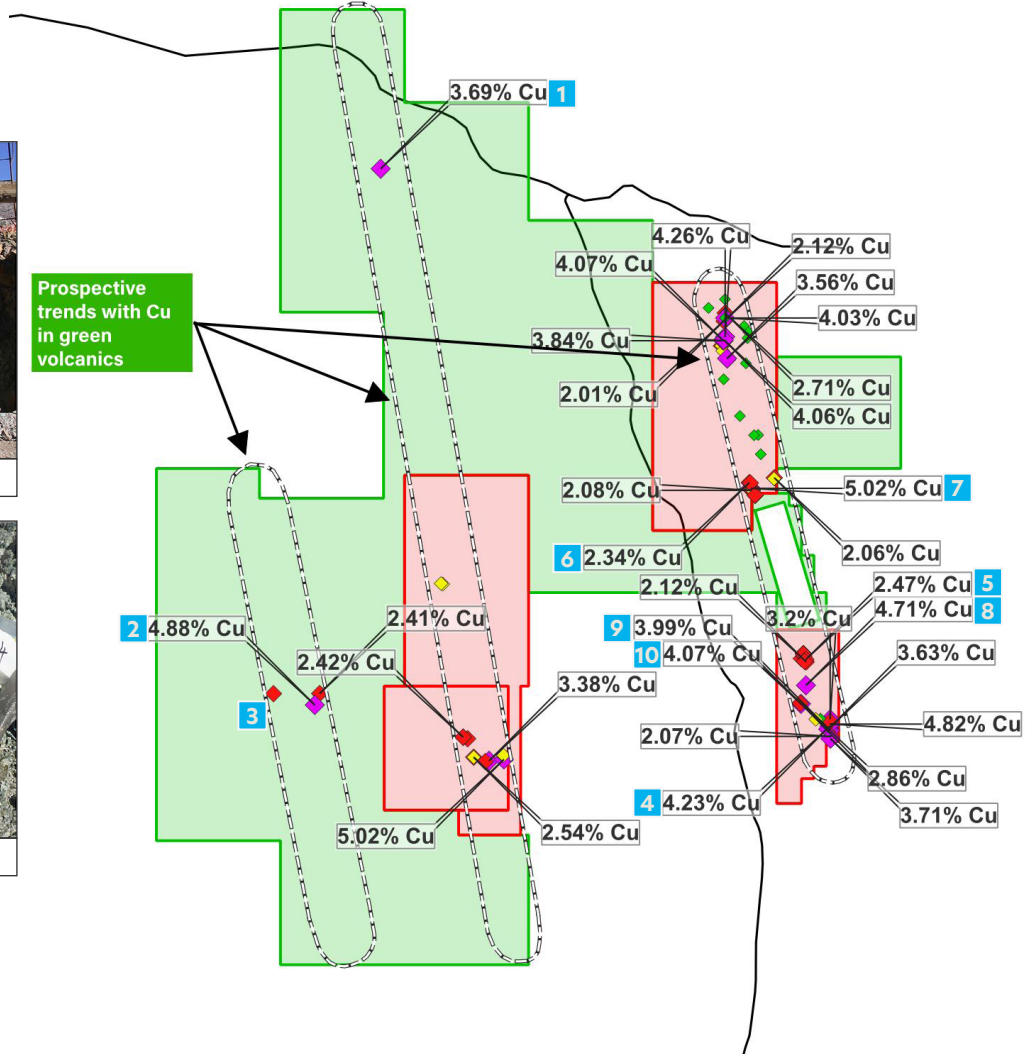 3.69% Cu 1
4.26% Cu
2.12% Cu
4.07% Cu
3.56% Cu
Prospective
trends with Cu
in green
volcanics
4.03% Cu
3.84% Cu
2.71% Cu
2.01% Cu
4.06% Cu
2.08% Cu
5.02% Cu 7
6 2.34% Cu
2.06% Cu
2.12% Cu
2.47% Cu 5
3.2% Cu
4.71% Cu 8
2.41% Cu
2 4.88% Cu
9 3.99% Cu
10 4.07% Cu
3.63% Cu
2.42% Cu
4
3.38% Cu
3
4.82% Cu
2.07% Cu
2.86% Cu
4 4.23% Cu
3.71% Cu
5.02% Cu
2.54% Cu